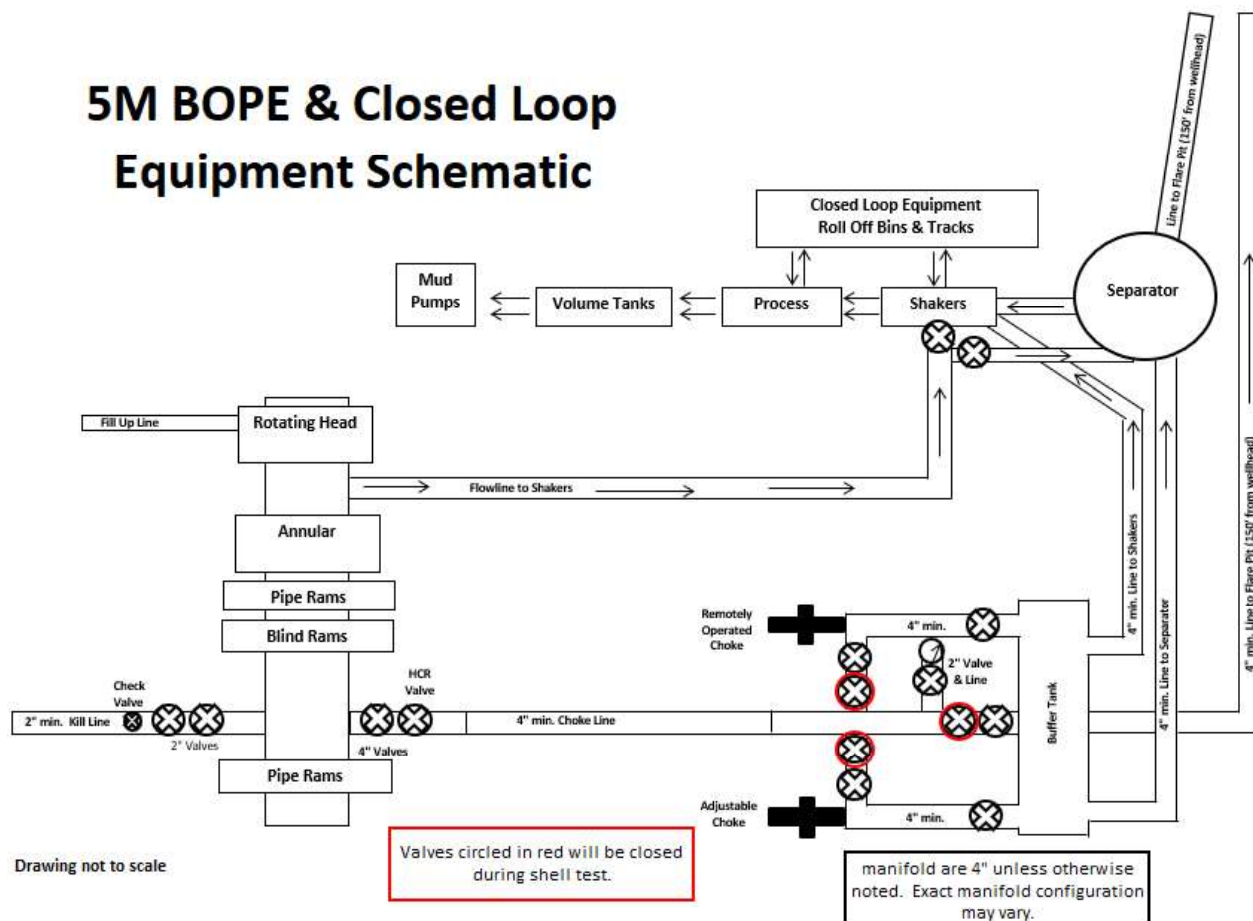 5M BOPE & Closed Loop
Equipment Schematic
Line to Flare Pit (150' from wellhead)
Closed Loop Equipment
Roll Off Bins & Tracks
Mud
Pumps
Volume Tanks
Process
Shakers
Separator
Fill Up Line
Rotating Head
Flowline to Shakers
Annular
Pipe Rams
Blind Rams
Check
Valve
HCR
Valve
2" min. Kill Line
2" Valves
4" Valves
4" min. Choke Line
Pipe Rams
Remotely
Operated
Choke
4" min.
2" Valve
& Line
Adjustable
Choke
4" min.
Buffer Tank
4" min. Line to Shakers
4" min. Line to Separator
4" min. Line to Flare Pit (150' from wellhead)
Drawing not to scale
Valves circled in red will be closed
during shell test.
manifold are 4" unless otherwise
noted. Exact manifold configuration
may vary.